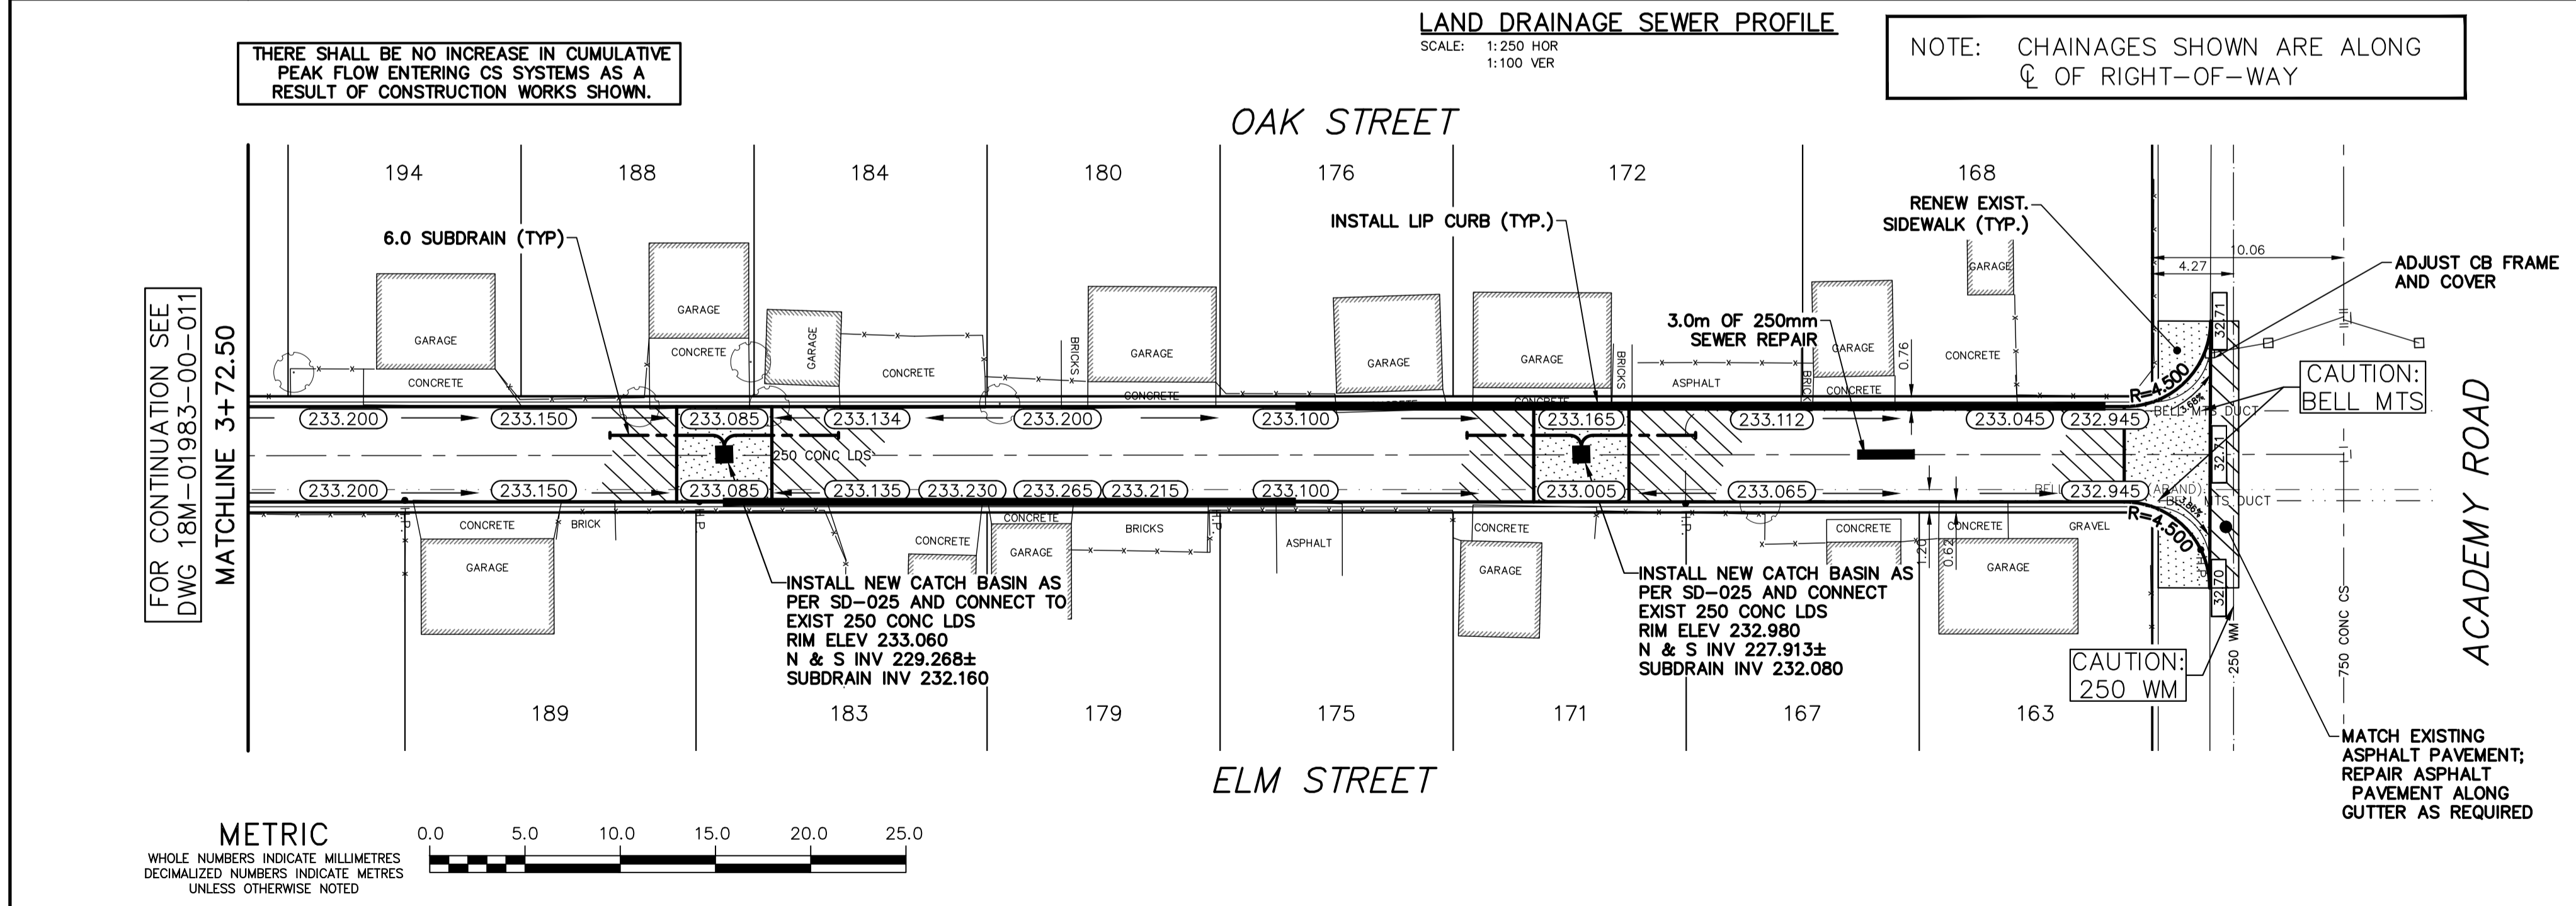 LAND DRAINAGE SEWER PROFILE
SCALE: 1:250 HOR
1:100 VER
THERE SHALL BE NO INCREASE IN CUMULATIVE
PEAK FLOW ENTERING CS SYSTEMS AS A
RESULT OF CONSTRUCTION WORKS SHOWN.
NOTE: CHAINAGES SHOWN ARE ALONG
℄ OF RIGHT-OF-WAY
OAK STREET
194 188 184 180 176 172 168
6.0 SUBDRAIN (TYP)
INSTALL LIP CURB (TYP.)
RENEW EXIST.
SIDEWALK (TYP.)
10.06
4.27
ADJUST CB FRAME
AND COVER
FOR CONTINUATION SEE
DWG 18M-01983-00-011
MATCHLINE 3+72.50
GARAGE
CONCRETE
GARAGE
CONCRETE
GARAGE
CONCRETE
BRICKS
GARAGE
CONCRETE
GARAGE
GARAGE
CONCRETE
BRICKS
ASPHALT
3.0m OF 250mm
SEWER REPAIR
GARAGE
BRICK
CONCRETE
0.76
GARAGE
CONCRETE
32.71
CAUTION:
BELL MTS
R=4.500
BELL MTS DUCT
233.200 233.150 233.085 233.134 233.200 233.100 233.165 233.112 233.045 232.945
250 CONC LDS
32.71
233.200 233.150 233.085 233.135 233.230 233.265 233.215 233.100 233.005 233.065 232.945
BELL MTS DUCT
R=4.500
H.P.
CONCRETE
GARAGE
BRICK
H.P.
CONCRETE
GARAGE
CONCRETE
BRICKS
H.P.
ASPHALT
CONCRETE
GARAGE
H.P.
CONCRETE
1.20
0.62
CONCRETE
GARAGE
GRAVEL
H.P.
32.70
INSTALL NEW CATCH BASIN AS
PER SD-025 AND CONNECT TO
EXIST 250 CONC LDS
RIM ELEV 233.060
N & S INV 229.268±
SUBDRAIN INV 232.160
INSTALL NEW CATCH BASIN AS
PER SD-025 AND CONNECT
EXIST 250 CONC LDS
RIM ELEV 232.980
N & S INV 227.913±
SUBDRAIN INV 232.080
CAUTION:
250 WM
250 WM
750 CONC CS
ACADEMY ROAD
189 183 179 175 171 167 163
MATCH EXISTING
ASPHALT PAVEMENT;
REPAIR ASPHALT
PAVEMENT ALONG
GUTTER AS REQUIRED
ELM STREET
METRIC
WHOLE NUMBERS INDICATE MILLIMETRES
DECIMALIZED NUMBERS INDICATE METRES
UNLESS OTHERWISE NOTED
0.0 5.0 10.0 15.0 20.0 25.0